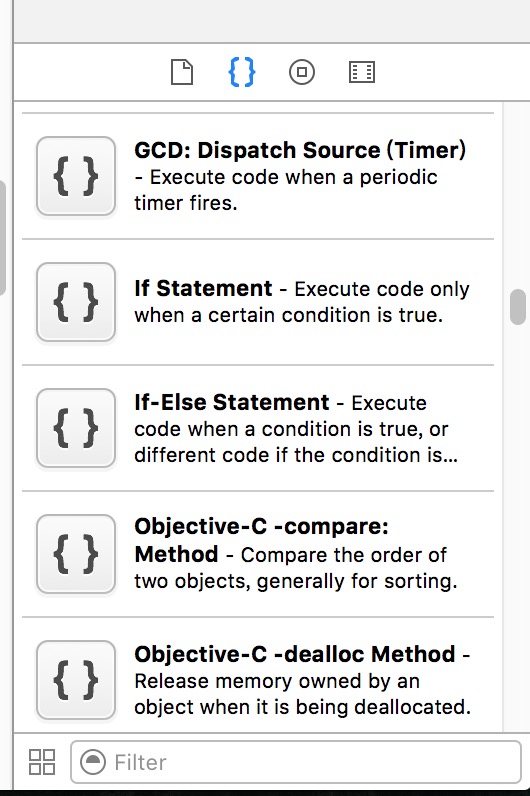 GCD: Dispatch Source (Timer)
- Execute code when a periodic
timer fires.
If Statement - Execute code only
when a certain condition is true.
If-Else Statement - Execute
code when a condition is true, or
different code if the condition is...
Objective-C -compare:
Method - Compare the order of
two objects, generally for sorting.
Objective-C -dealloc Method -
Release memory owned by an
object when it is being deallocated.
Filter